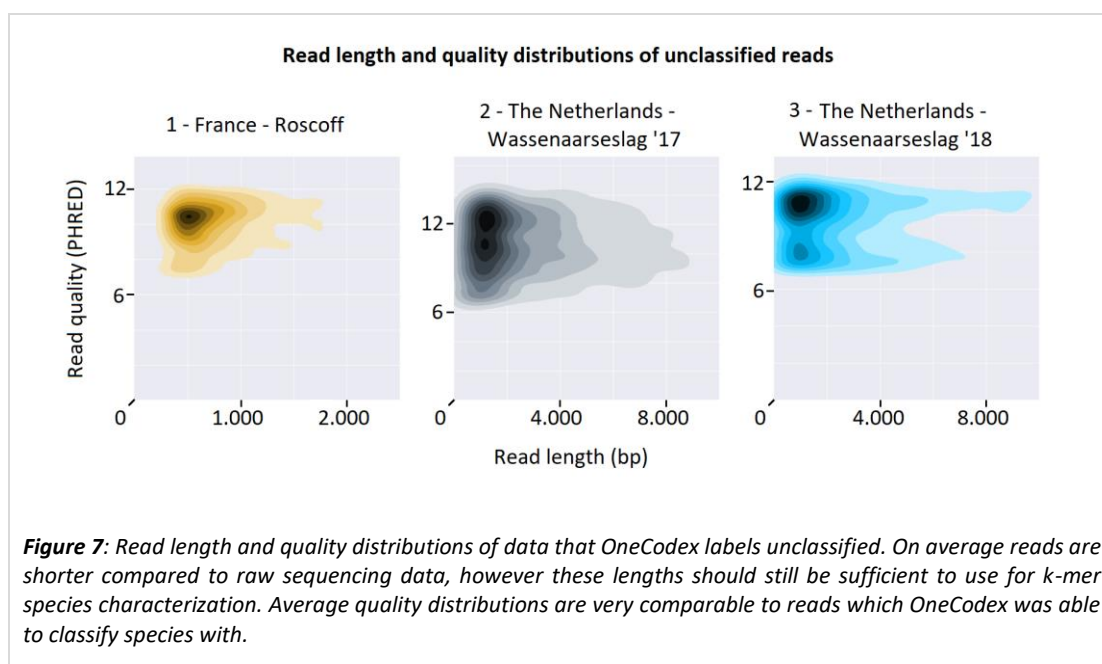 Read length and quality distributions of unclassified reads
1 - France - Roscoff
2 - The Netherlands -
Wassenaarseslag '17
3 - The Netherlands -
Wassenaarseslag '18
Read quality (PHRED)
12
6
0
1.000
2.000
12
6
0
4.000
8.000
12
6
0
4.000
8.000
Read length (bp)
Figure 7: Read length and quality distributions of data that OneCodex labels unclassified. On average reads are
shorter compared to raw sequencing data, however these lengths should still be sufficient to use for k-mer
species characterization. Average quality distributions are very comparable to reads which OneCodex was able
to classify species with.